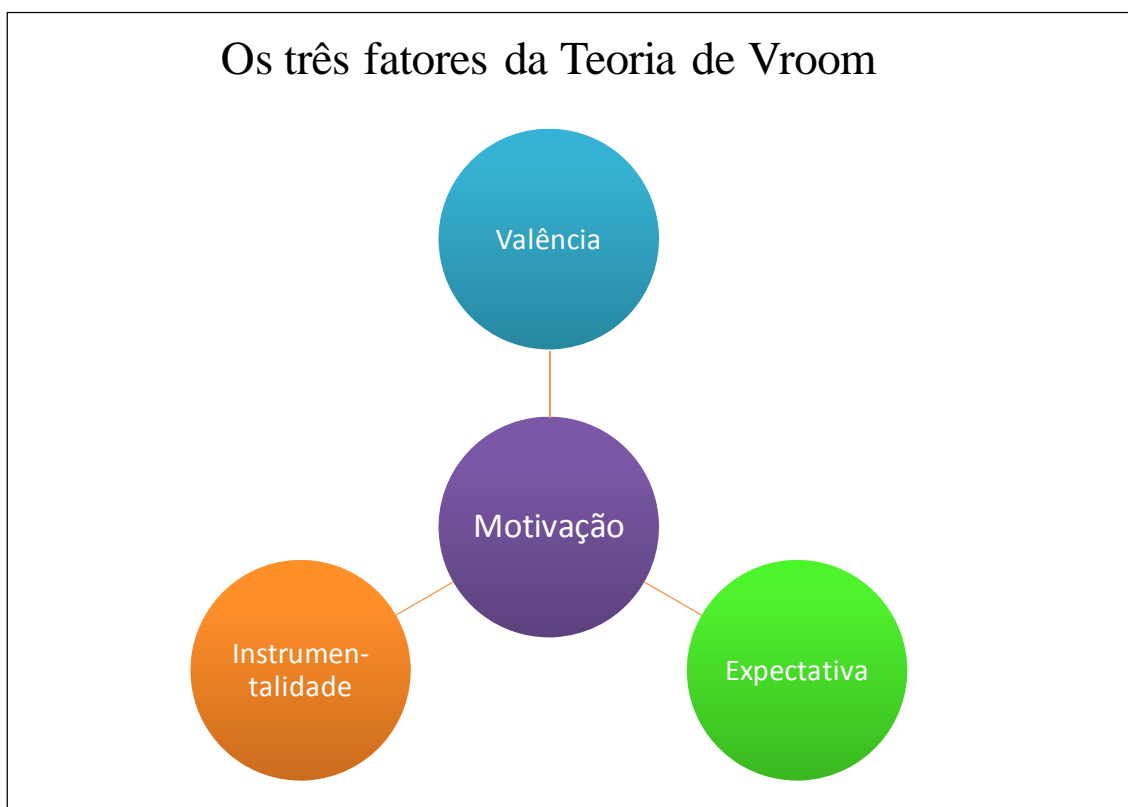 Os três fatores da Teoria de Vroom
Valência
Motivação
Instrumen-
talidade
Expectativa